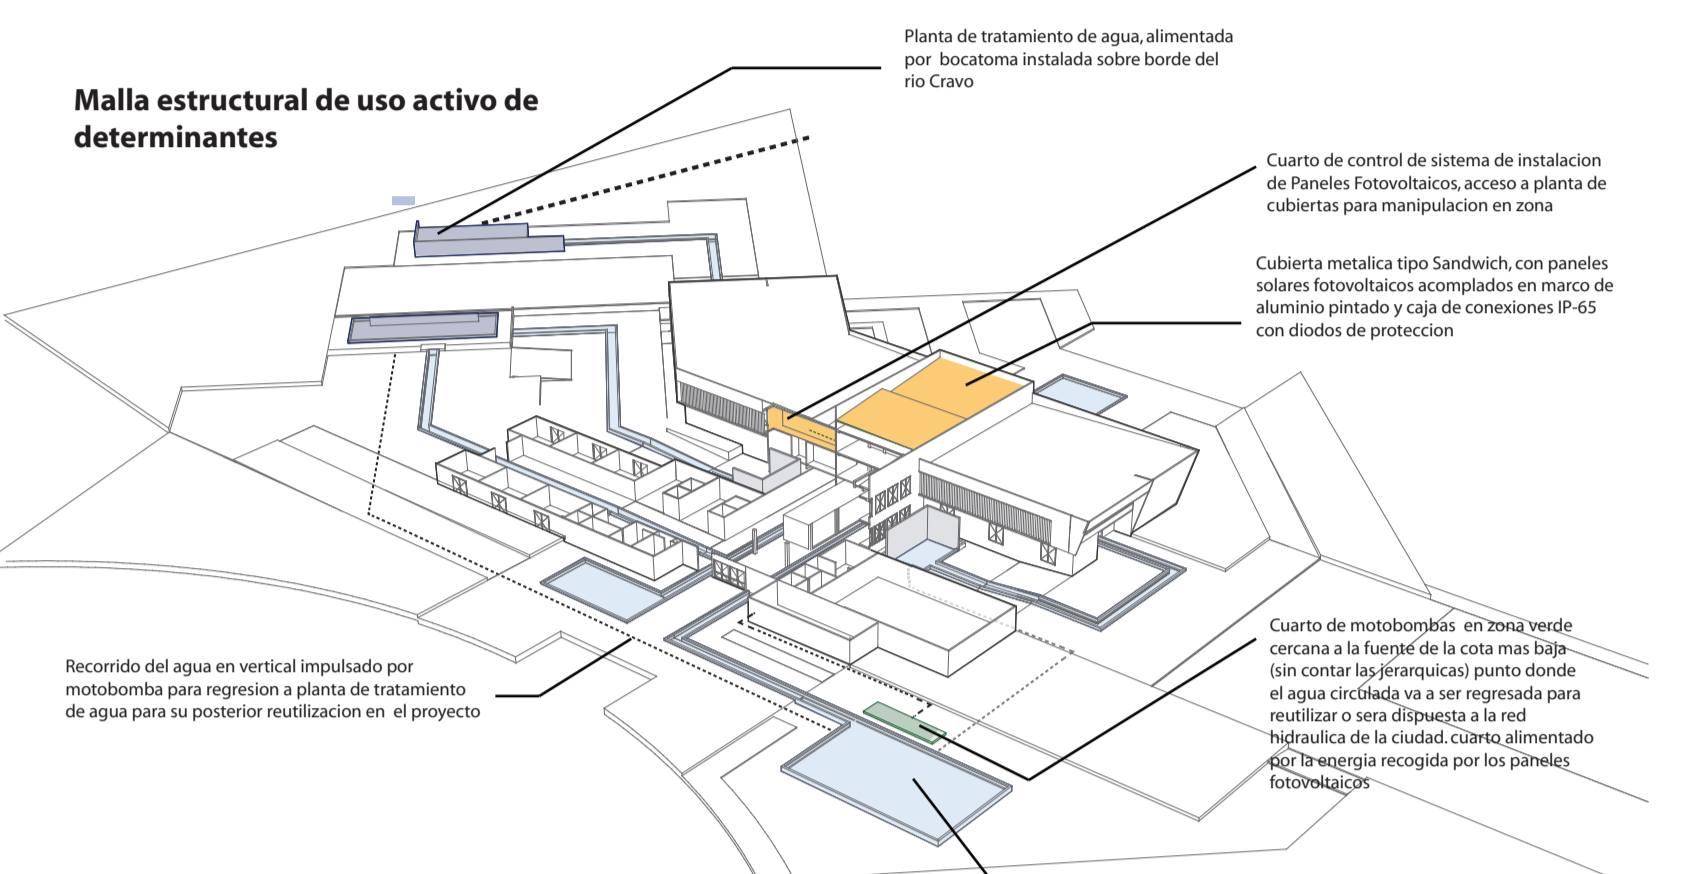 Malla estructural de uso activo de
determinantes
Planta de tratamiento de agua, alimentada
por bocatoma instalada sobre borde del
rio Cravo
Cuarto de control de sistema de instalacion
de Paneles Fotovoltaicos, acceso a planta de
cubiertas para manipulacion en zona
Cubierta metalica tipo Sandwich, con paneles
solares fotovoltaicos acomplados en marco de
aluminio pintado y caja de conexiones IP-65
con diodos de proteccion
Recorrido del agua en vertical impulsado por
motobomba para regresion a planta de tratamiento
de agua para su posterior reutilizacion en el proyecto
Cuarto de motobombas en zona verde
cercana a la fuente de la cota mas baja
(sin contar las jerarquicas) punto donde
el agua circulada va a ser regresada para
reutilizar o sera dispuesta a la red
hidraulica de la ciudad. cuarto alimentado
por la energia recogida por los paneles
fotovoltaicos